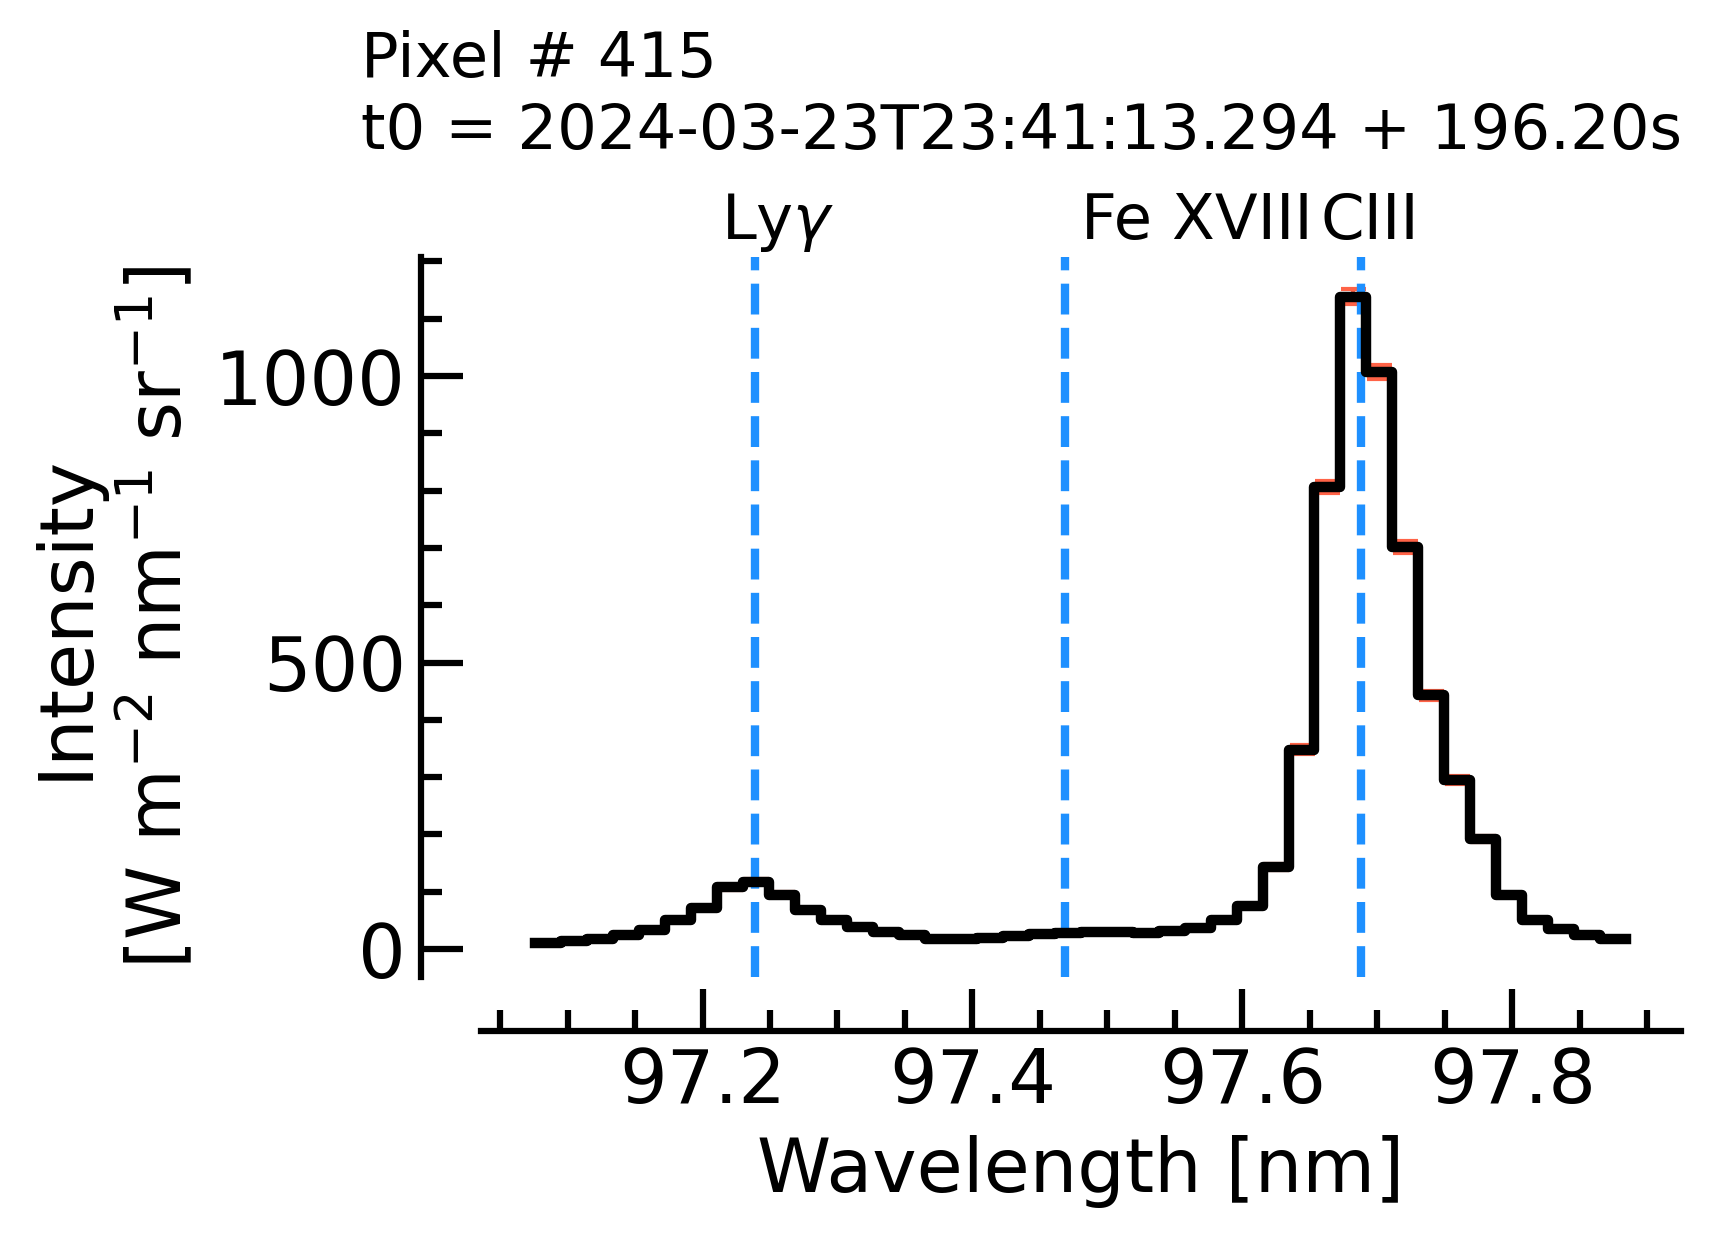 Pixel # 415
t0 = 2024-03-23T23:41:13.294 + 196.20s
Lyγ
Fe XVIII
CIII
Intensity
[W m⁻² nm⁻¹ sr⁻¹]
1000
500
0
97.2
97.4
97.6
97.8
Wavelength [nm]